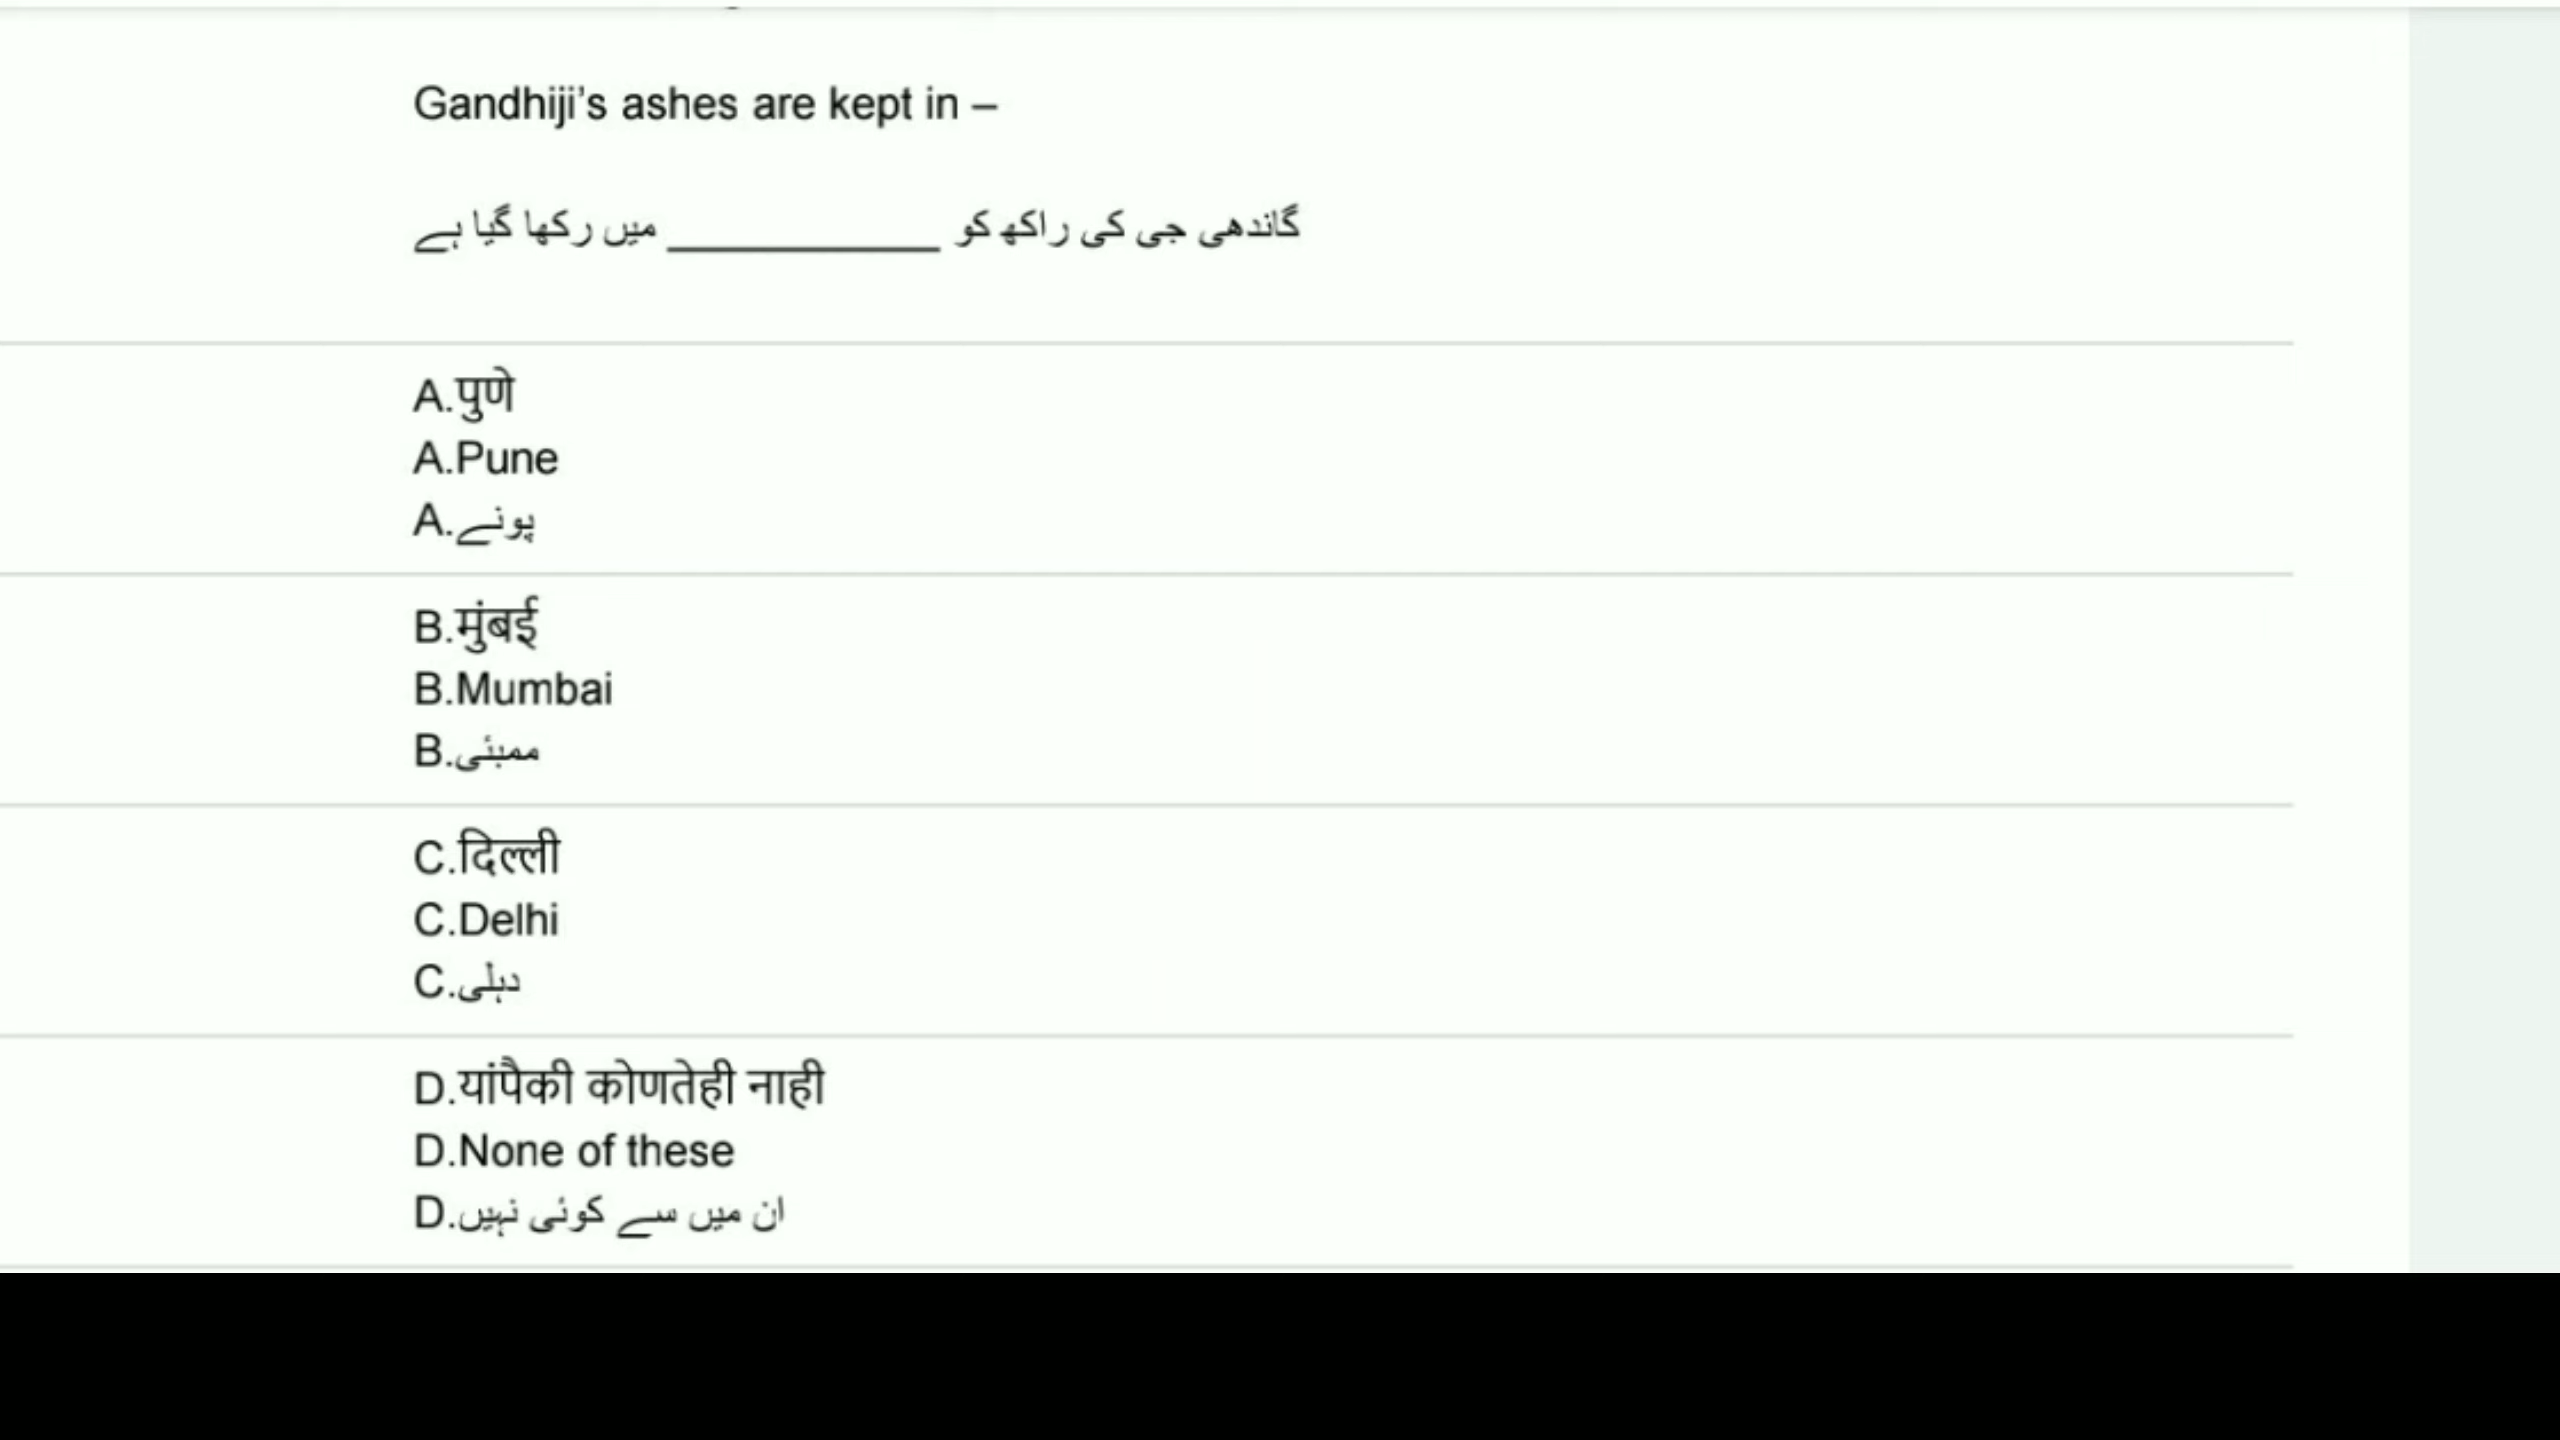 Gandhiji's ashes are kept in –
گاندھی جی کی راکھ کو ____________ میں رکھا گیا ہے
A.पुणे
A.Pune
A.پونے
B.मुंबई
B.Mumbai
B.ممبئی
C.दिल्ली
C.Delhi
C.دہلی
D.यांपैकी कोणतेही नाही
D.None of these
D.ان میں سے کوئی نہیں